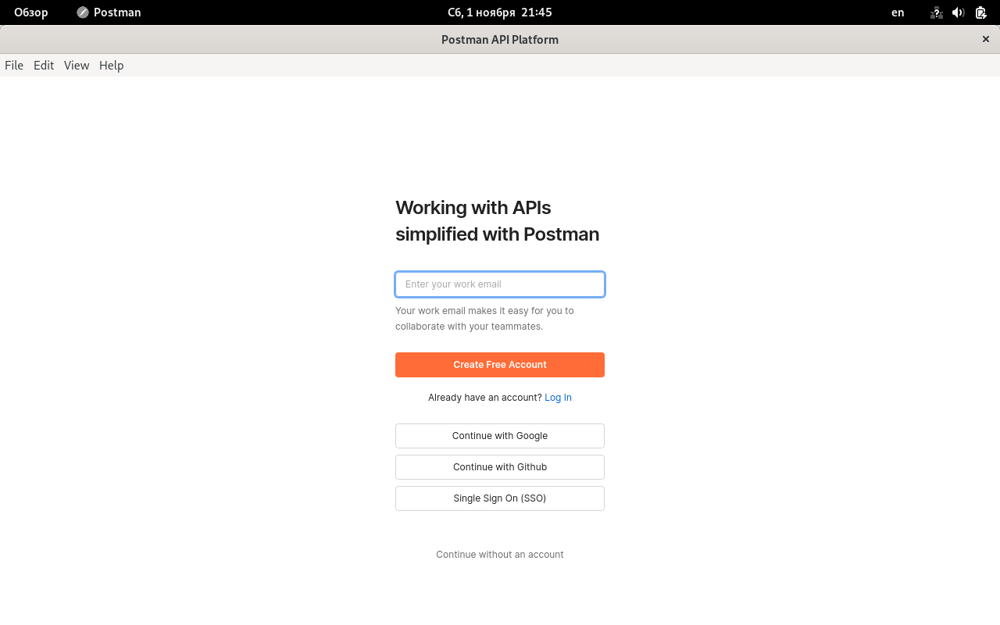 Обзор Postman Сб, 1 ноября 21:45 en
Postman API Platform
File Edit View Help
Working with APIs
simplified with Postman
Enter your work email
Your work email makes it easy for you to
collaborate with your teammates.
Create Free Account
Already have an account? Log In
Continue with Google
Continue with Github
Single Sign On (SSO)
Continue without an account